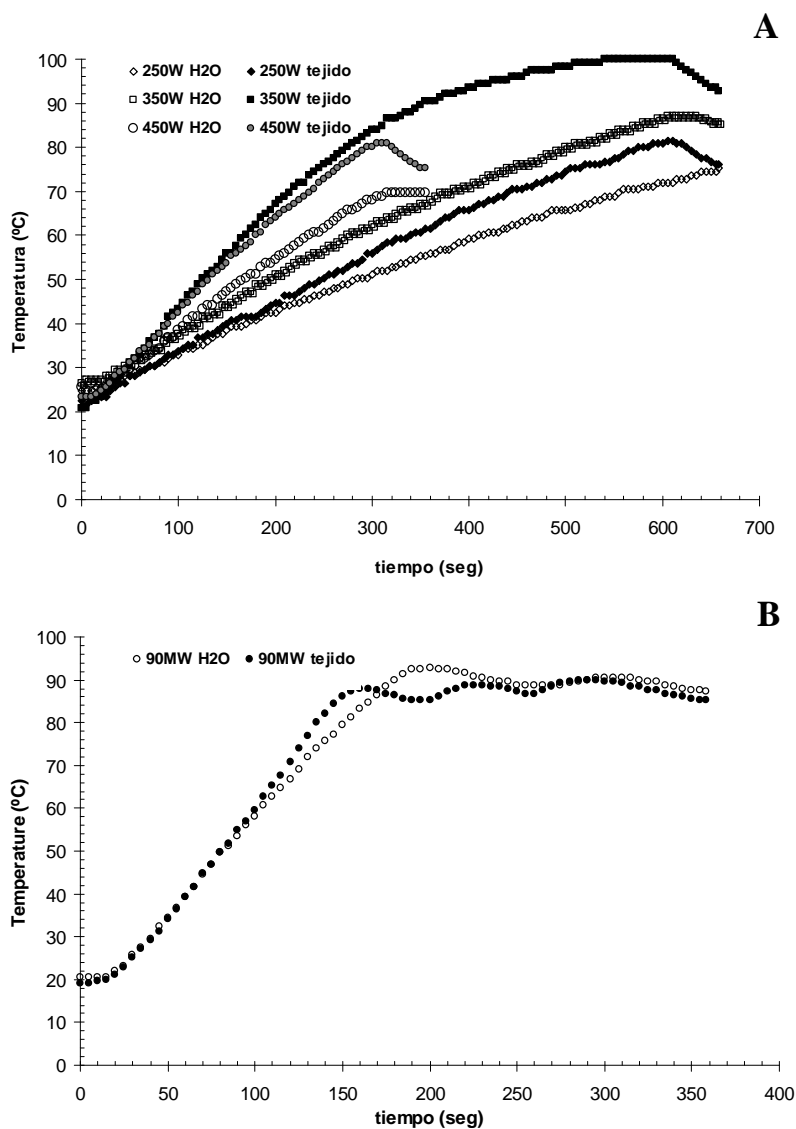 A
250W H2O 250W tejido
350W H2O 350W tejido
450W H2O 450W tejido
Temperatura (ºC)
100
90
80
70
60
50
40
30
20
10
0
0 100 200 300 400 500 600 700
tiempo (seg)
B
90MW H2O 90MW tejido
Temperature (ºC)
100
90
80
70
60
50
40
30
20
10
0
0 50 100 150 200 250 300 350 400
tiempo (seg)